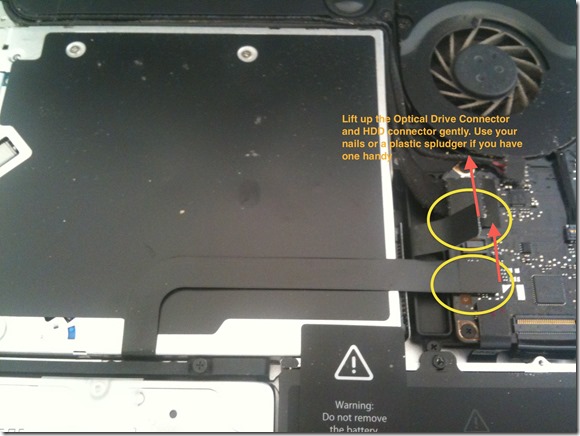 Lift up the Optical Drive Connector
and HDD connector gently. Use your
nails or a plastic spludger if you have
one handy
Warning:
Do not remove
the battery